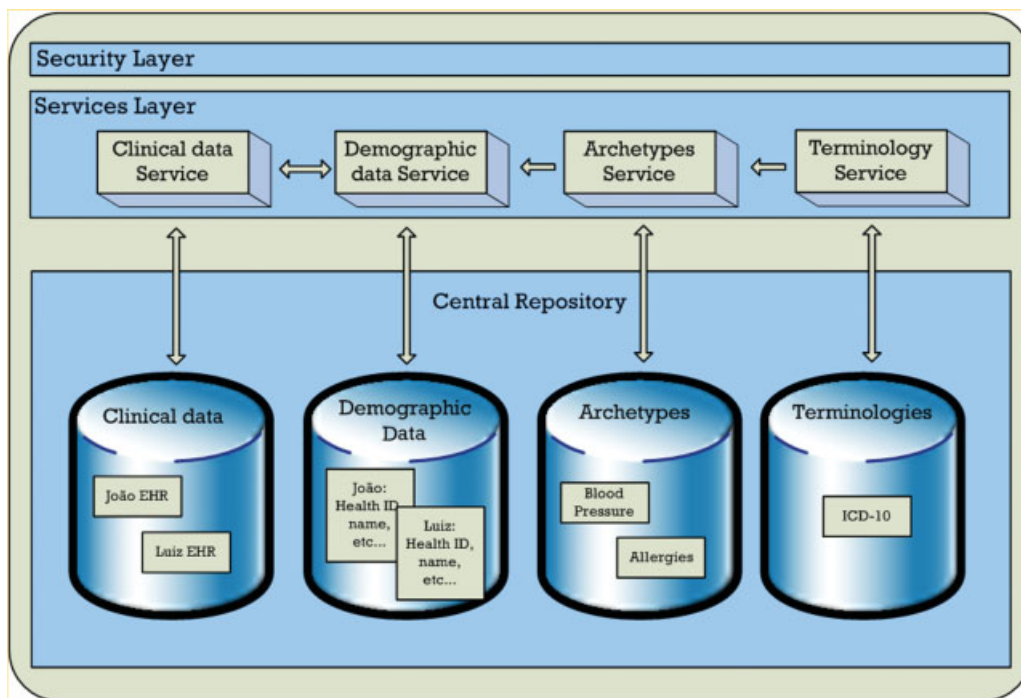 Security Layer
Services Layer
Clinical data
Service
Demographic
data Service
Archetypes
Service
Terminology
Service
Central Repository
Clinical data
João EHR
Luiz EHR
Demographic
Data
João:
Health ID,
name,
etc...
Luiz:
Health ID,
name,
etc...
Archetypes
Blood
Pressure
Allergies
Terminologies
ICD-10